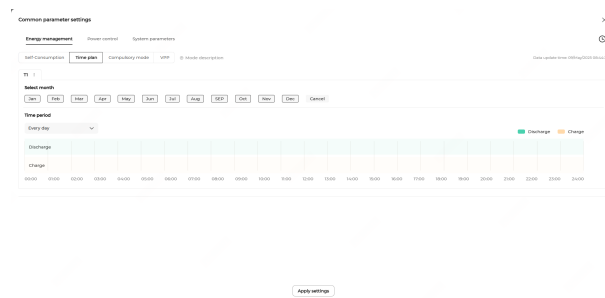 Common parameter settings
Energy management Power control System parameters
Self-Consumption Time plan Compulsory mode VPP Mode description
Data update time:
T1
Select month
Jan Feb Mar Apr May Jun Jul Aug SEP Oct Nov Dec Cancel
Time period
Every day
Discharge Charge
Discharge
Charge
00:00 01:00 02:00 03:00 04:00 05:00 06:00 07:00 08:00 09:00 10:00 11:00 12:00 13:00 14:00 15:00 16:00 17:00 18:00 19:00 20:00 21:00 22:00 23:00 24:00
Apply settings